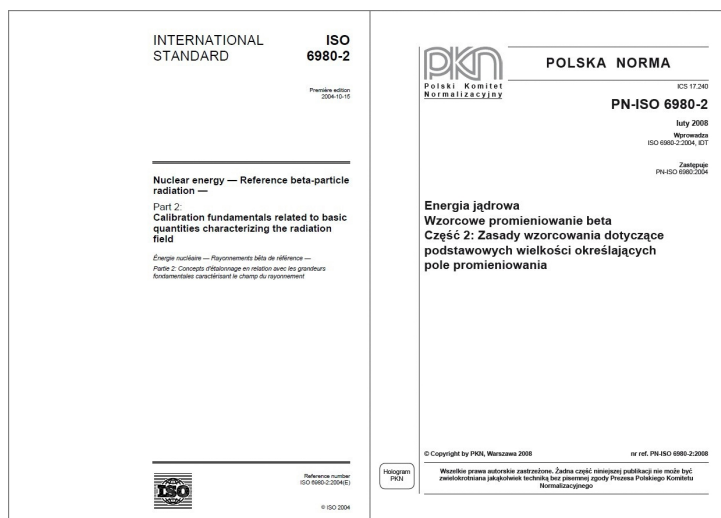 INTERNATIONAL
STANDARD
ISO
6980-2
Première edition
2004-10-15
Nuclear energy — Reference beta-particle
radiation —
Part 2:
Calibration fundamentals related to basic
quantities characterizing the radiation
field
Énergie nucléaire — Rayonnements bêta de référence —
Partie 2: Concepts d'étalonnage en relation avec les grandeurs
fondamentales caractérisant le champ du rayonnement
ISO
Reference number
ISO 6980-2:2004(E)
© ISO 2004
PKN
Polski Komitet
Normalizacyjny
POLSKA NORMA
ICS 17.240
PN-ISO 6980-2
luty 2008
Wprowadza
ISO 6980-2:2004, IDT
Zastępuje
PN-ISO 6980:2004
Energia jądrowa
Wzorcowe promieniowanie beta
Część 2: Zasady wzorcowania dotyczące
podstawowych wielkości określających
pole promieniowania
© Copyright by PKN, Warszawa 2008
nr ref. PN-ISO 6980-2:2008
Hologram
PKN
Wszelkie prawa autorskie zastrzeżone. Żadna część niniejszej publikacji nie może być
zwielokrotniana jakąkolwiek techniką bez pisemnej zgody Prezesa Polskiego Komitetu
Normalizacyjnego